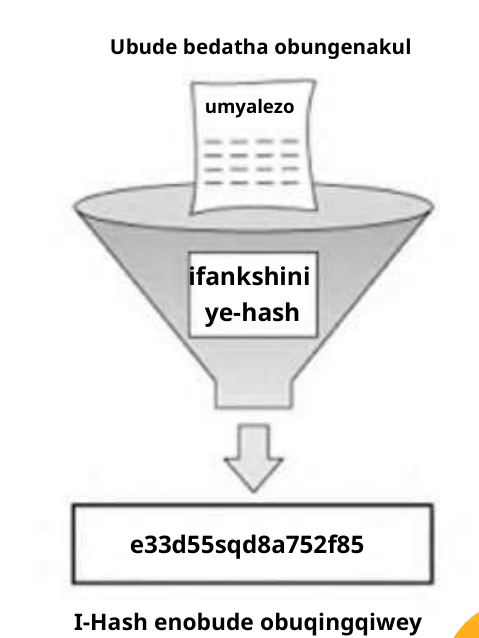 Ubude bedatha obungenakul
umyalezo
ifankshini
ye-hash
e33d55sqd8a752f85
I-Hash enobude obuqingqiwey